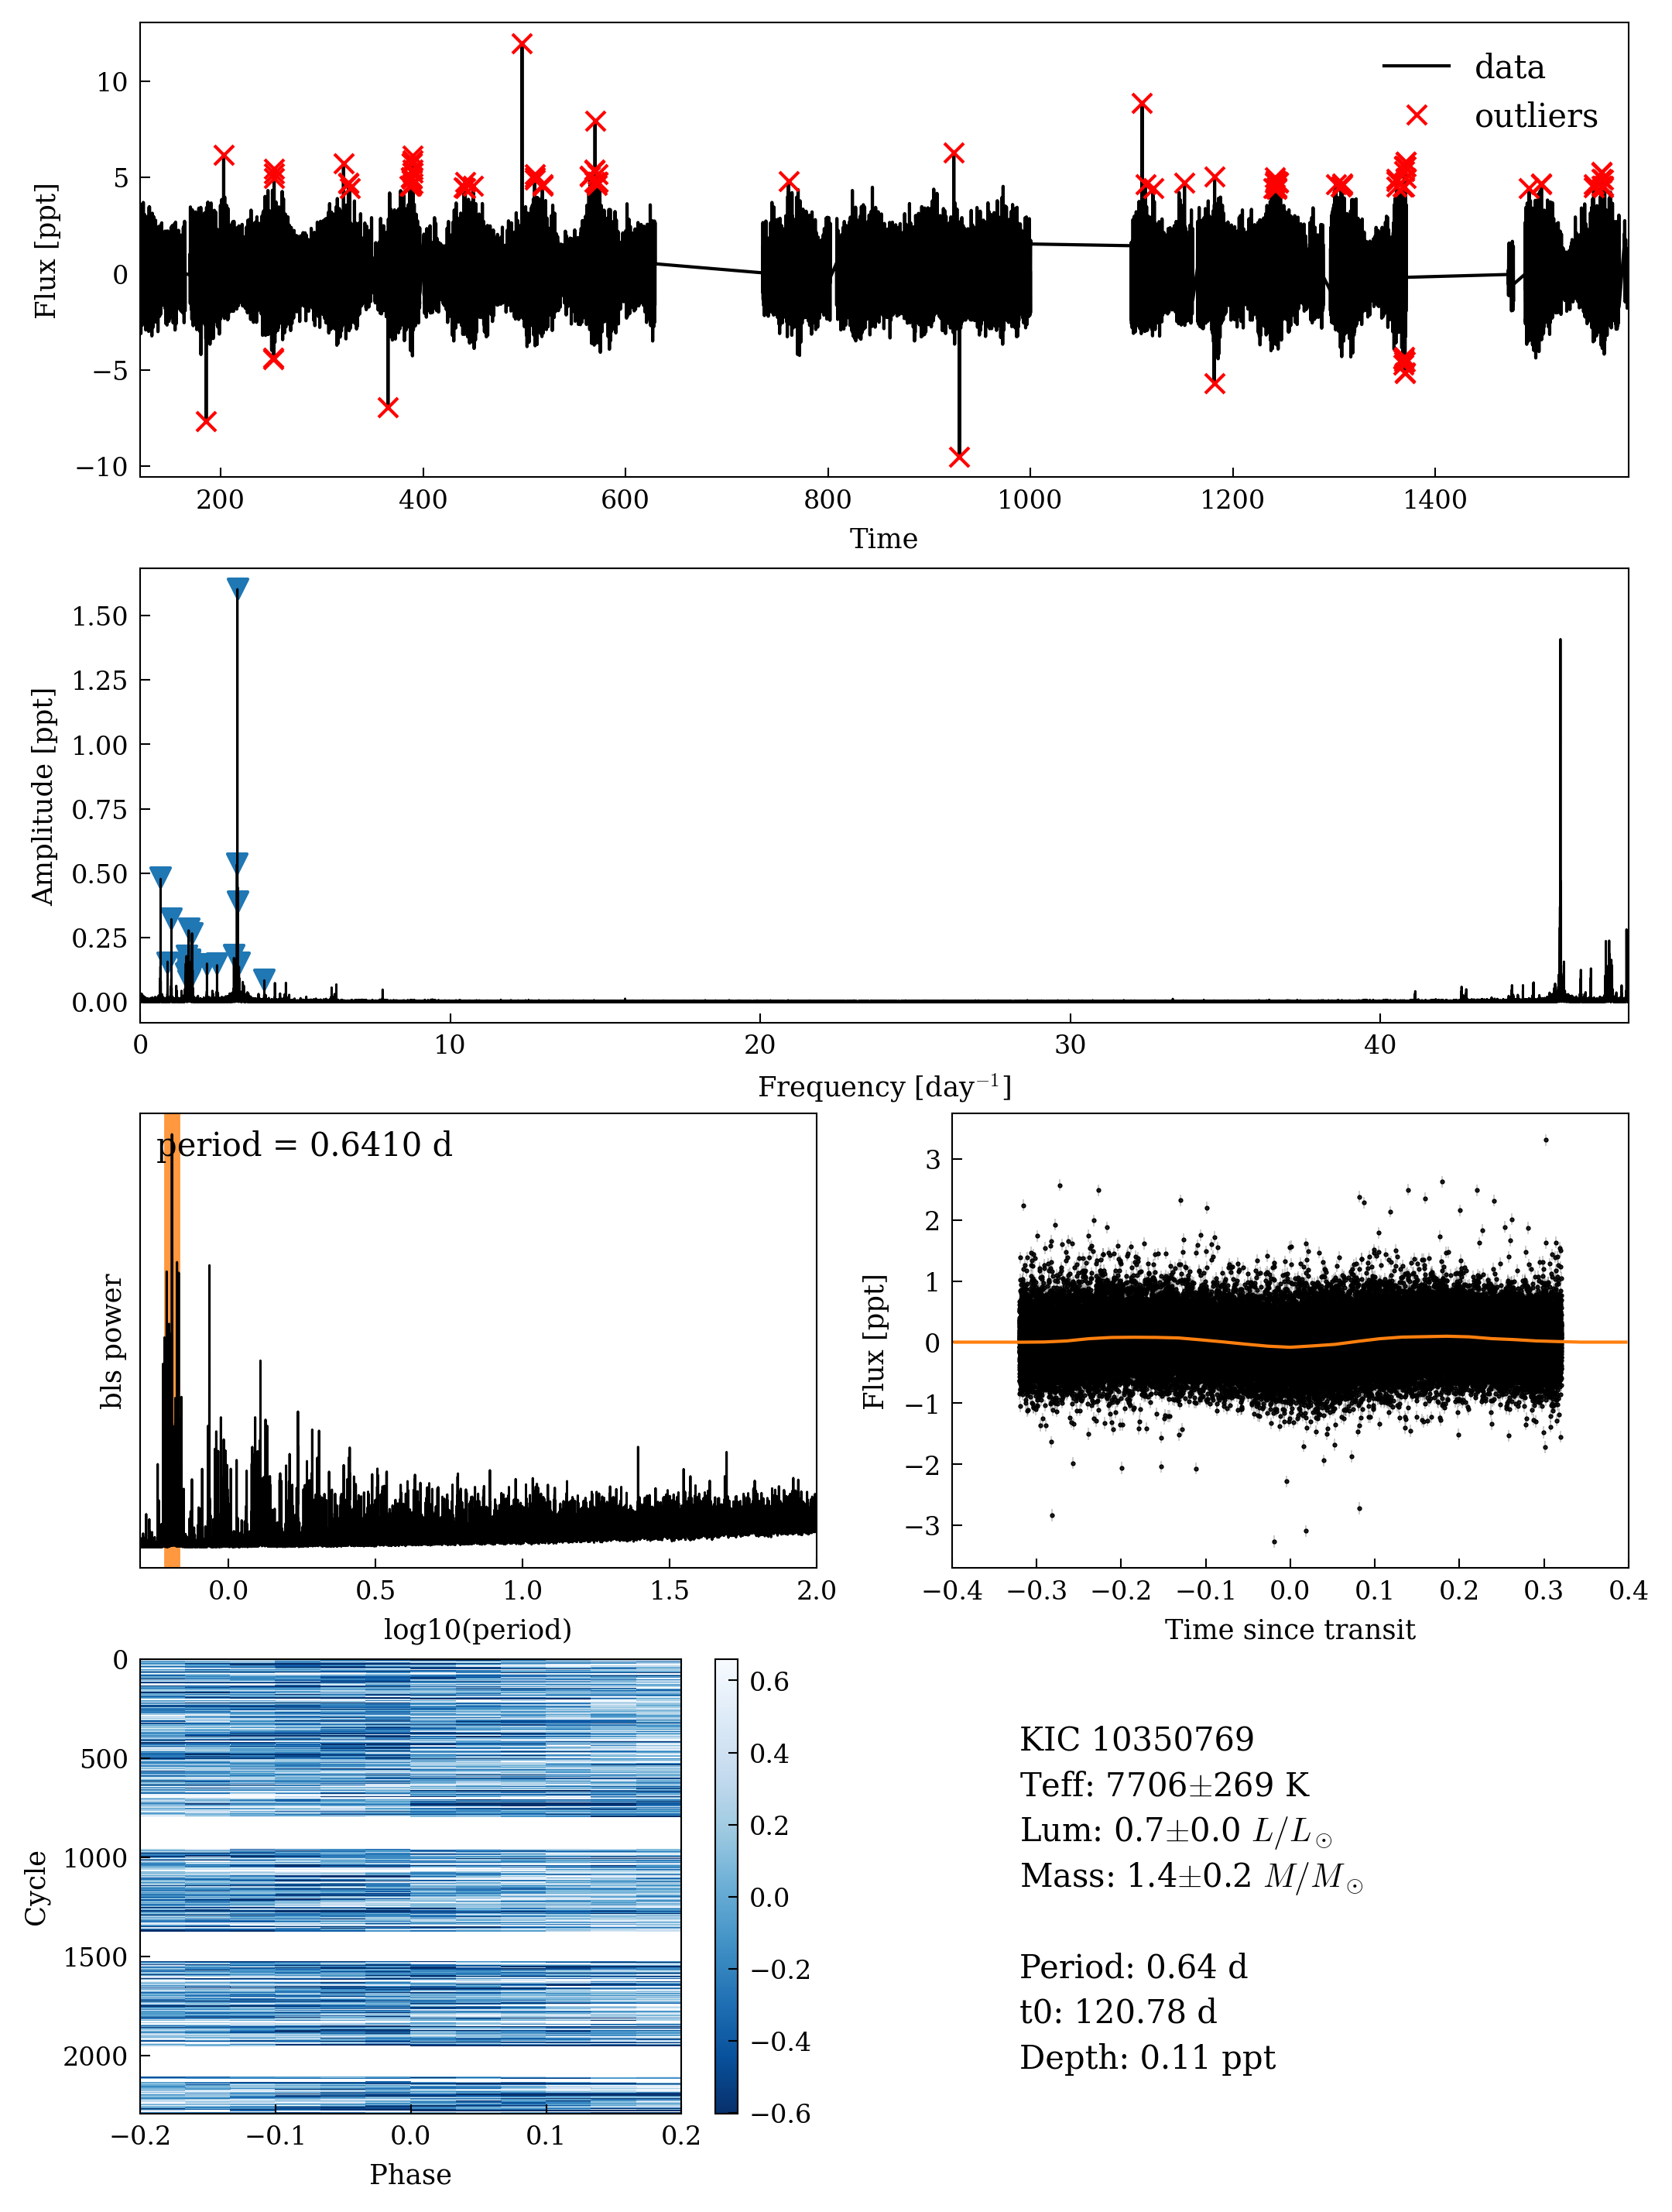 data
outliers
10
5
0
−5
−10
Flux [ppt]
200 400 600 800 1000 1200 1400
Time
1.50
1.25
1.00
0.75
0.50
0.25
0.00
Amplitude [ppt]
0 10 20 30 40
Frequency [day⁻¹]
period = 0.6410 d
bls power
0.0 0.5 1.0 1.5 2.0
log10(period)
3
2
1
0
−1
−2
−3
Flux [ppt]
−0.4 −0.3 −0.2 −0.1 0.0 0.1 0.2 0.3 0.4
Time since transit
0
500
1000
1500
2000
Cycle
−0.2 −0.1 0.0 0.1 0.2
Phase
0.6
0.4
0.2
0.0
−0.2
−0.4
−0.6
KIC 10350769
Teff: 7706±269 K
Lum: 0.7±0.0 L/L⊙
Mass: 1.4±0.2 M/M⊙
Period: 0.64 d
t0: 120.78 d
Depth: 0.11 ppt